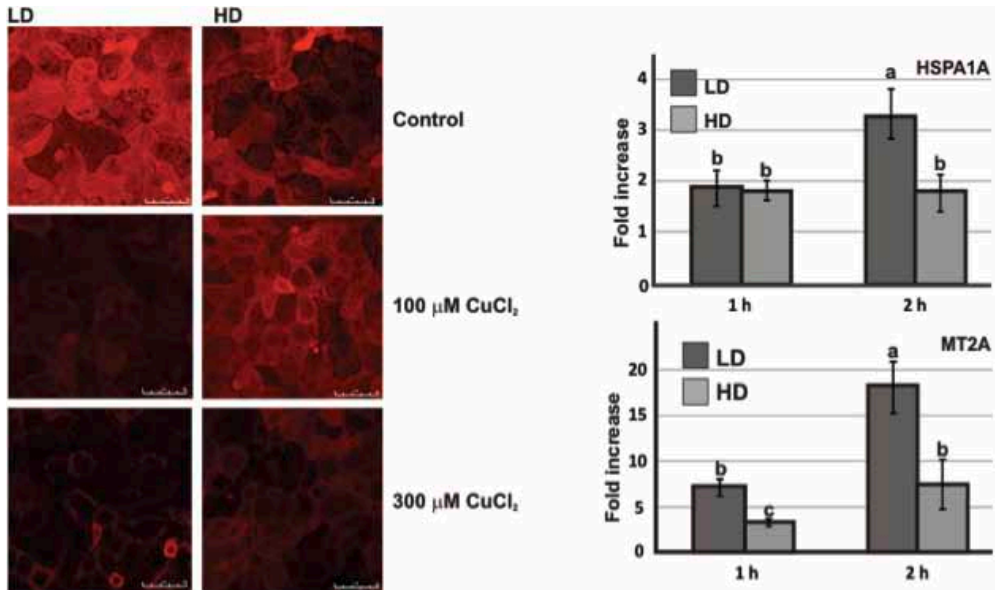 LD HD
Control
100 μM CuCl₂
300 μM CuCl₂
HSPA1A
LD
HD
Fold increase
4
3
2
1
0
b b a b
1 h 2 h
MT2A
LD
HD
Fold increase
20
15
10
5
0
b c a b
1 h 2 h